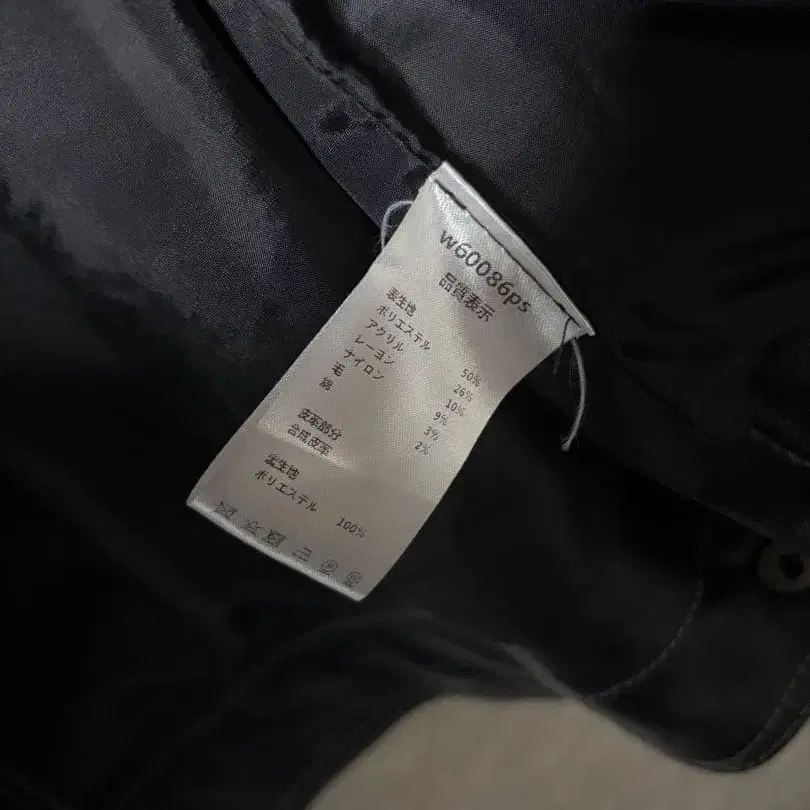 w60086ps
品質表示
表生地
ポリエステル 50%
アクリル 26%
レーヨン 10%
ナイロン 9%
毛 3%
綿 2%
皮革部分
合成皮革
裏生地
ポリエステル 100%